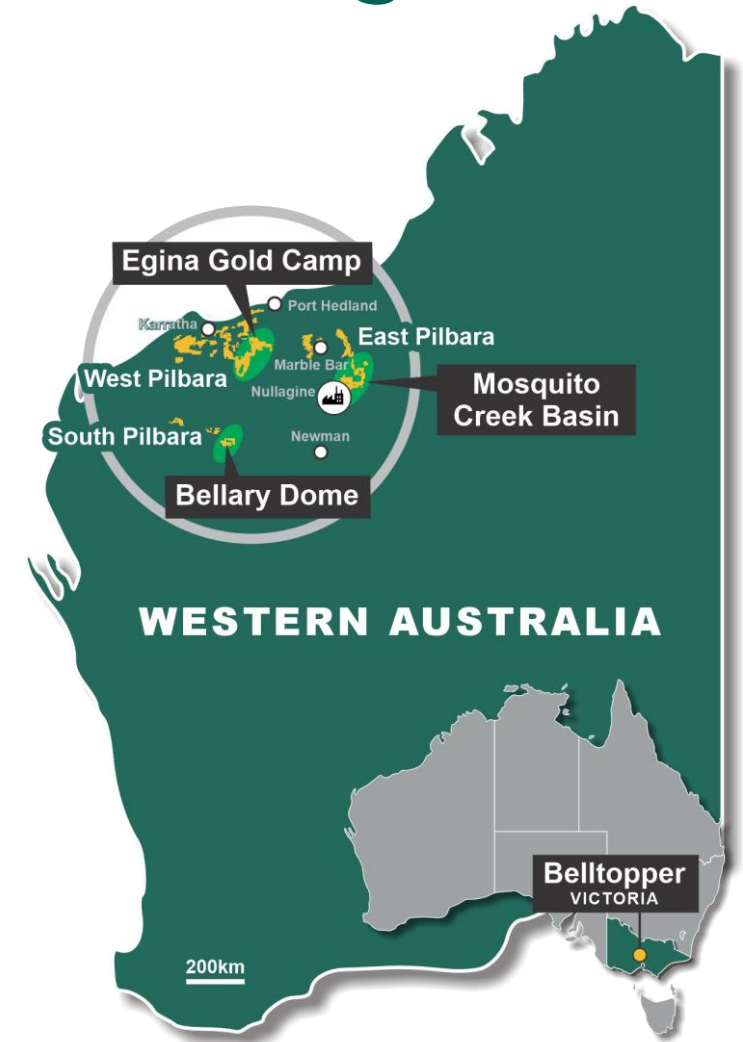 Egina Gold Camp
Port Hedland
Karratha
East Pilbara
Marble Bar
West Pilbara
Nullagine
Mosquito
Creek Basin
South Pilbara
Newman
Bellary Dome
WESTERN AUSTRALIA
Belltopper
VICTORIA
200km